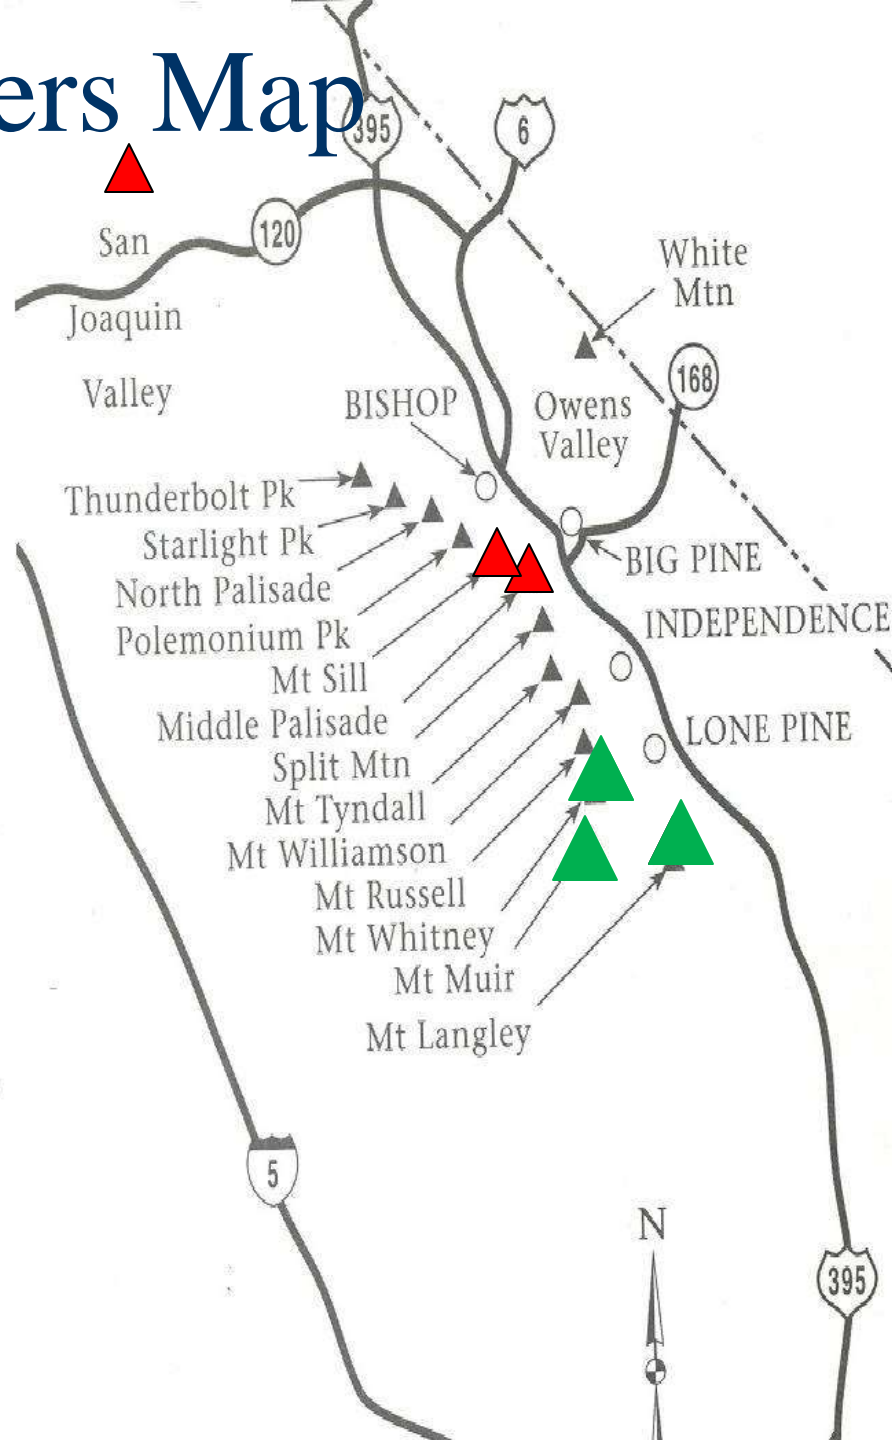 ers Map
395
6
120
San
Joaquin
Valley
White
Mtn
168
BISHOP
Owens
Valley
Thunderbolt Pk
Starlight Pk
North Palisade
Polemonium Pk
Mt Sill
Middle Palisade
Split Mtn
Mt Tyndall
Mt Williamson
Mt Russell
Mt Whitney
Mt Muir
Mt Langley
BIG PINE
INDEPENDENCE
LONE PINE
5
N
395